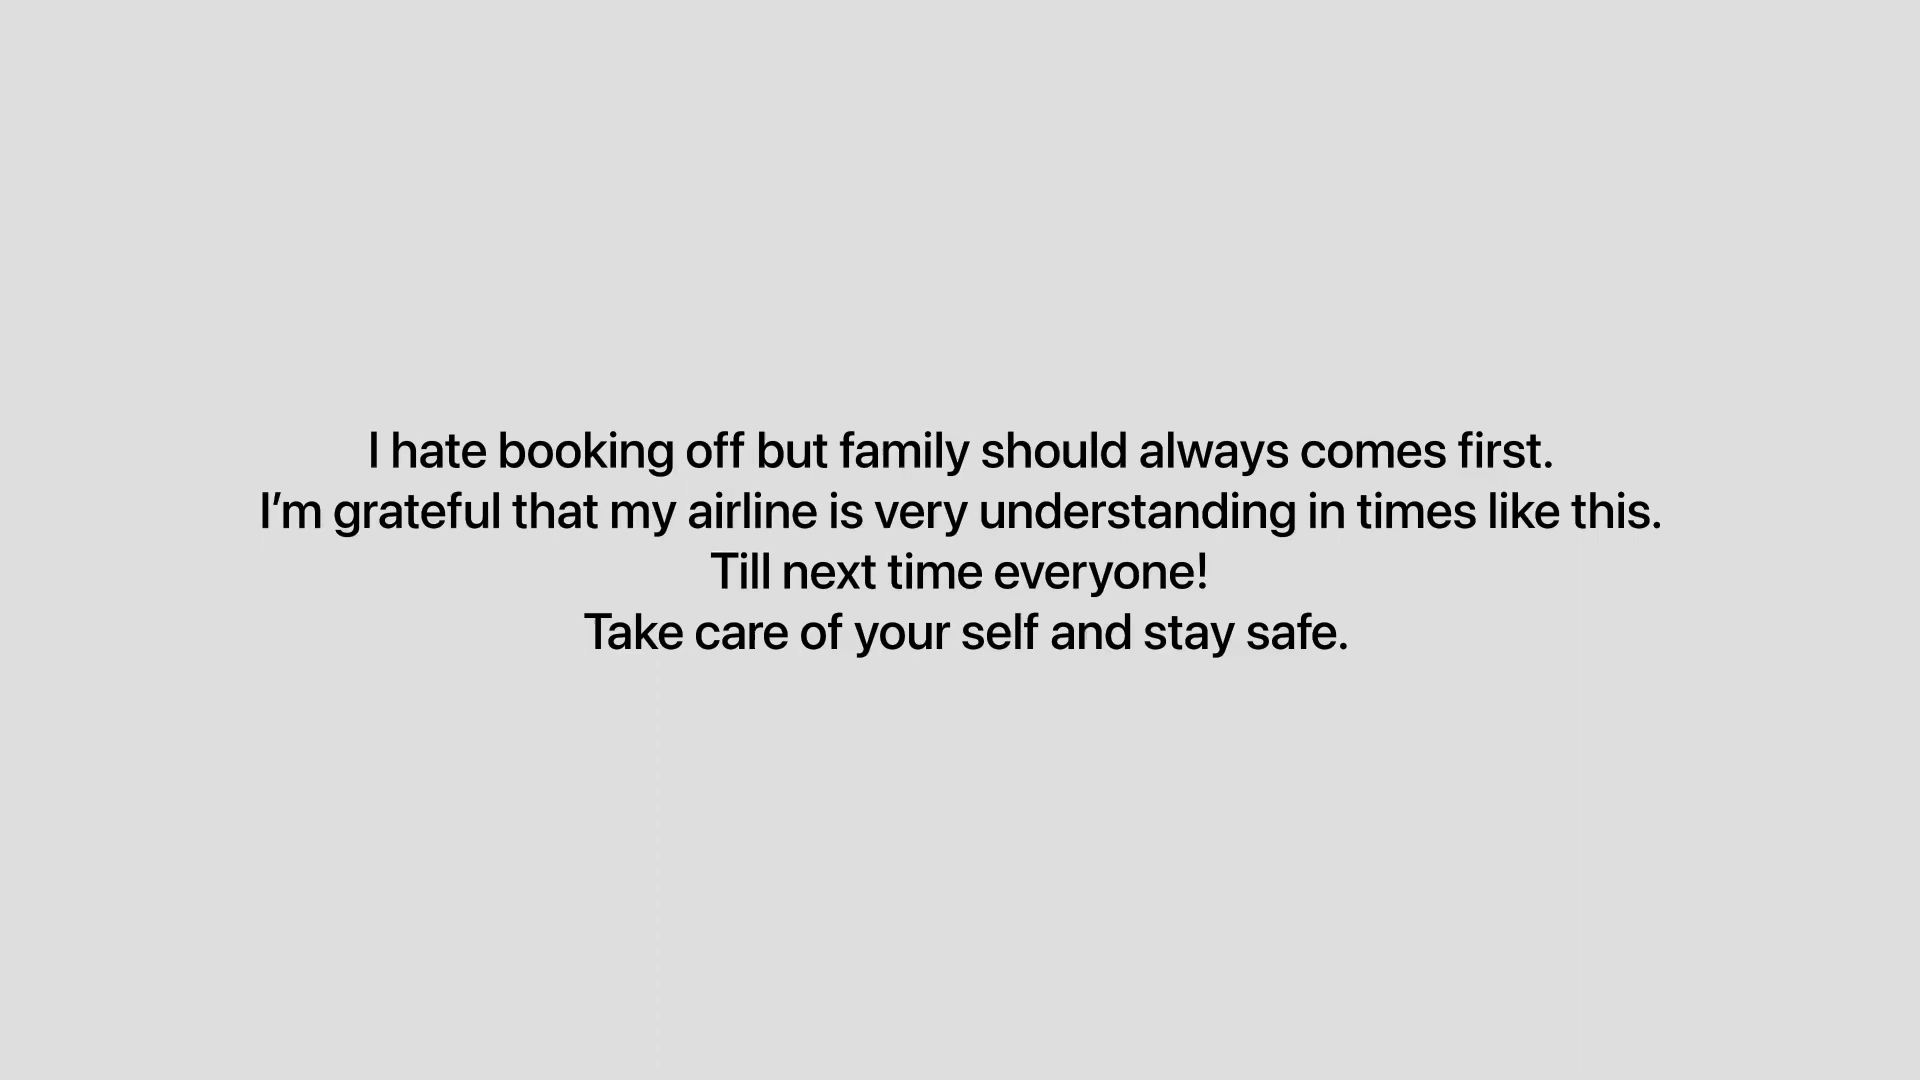 I hate booking off but family should always comes first.
I’m grateful that my airline is very understanding in times like this.
Till next time everyone!
Take care of your self and stay safe.